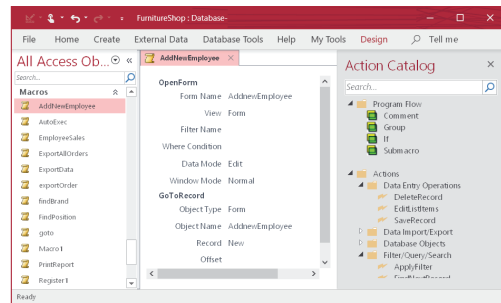 FurnitureShop : Database-
File Home Create External Data Database Tools Help My Tools Design Tell me
All Access Ob...
Search...
Macros
AddNewEmployee
AutoExec
EmployeeSales
ExportAllOrders
ExportData
exportOrder
findBrand
FindPosition
goto
Macro1
PrintReport
Register1
AddNewEmployee
OpenForm
Form Name AddnewEmployee
View Form
Filter Name
Where Condition
Data Mode Edit
Window Mode Normal
GoToRecord
Object Type Form
Object Name AddnewEmployee
Record New
Offset
Action Catalog
Search...
Program Flow
Comment
Group
If
Submacro
Actions
Data Entry Operations
DeleteRecord
EditListItems
SaveRecord
Data Import/Export
Database Objects
Filter/Query/Search
ApplyFilter
FindNextRecord
Ready